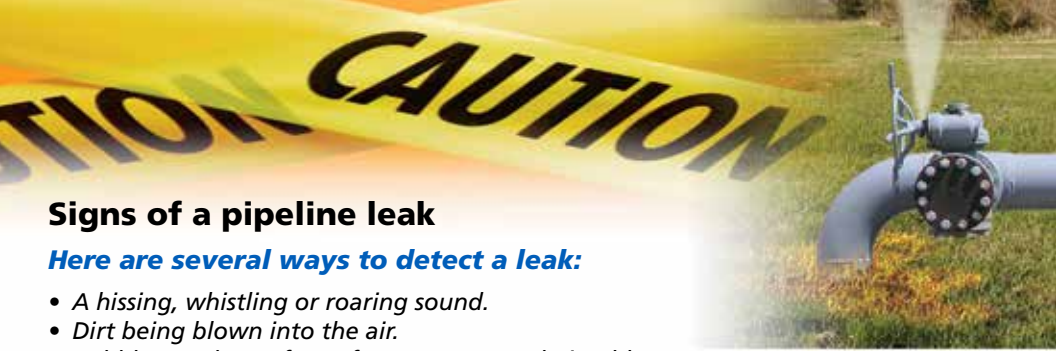 TION
CAUTION
Signs of a pipeline leak
Here are several ways to detect a leak:
• A hissing, whistling or roaring sound.
• Dirt being blown into the air.